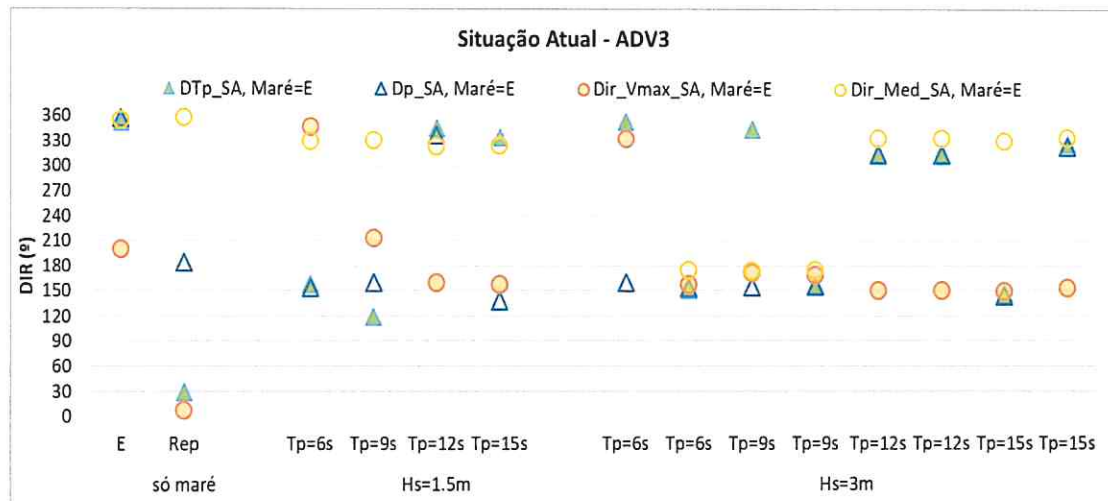 Situação Atual - ADV3
DTp_SA, Maré=E Dp_SA, Maré=E Dir_Vmax_SA, Maré=E Dir_Med_SA, Maré=E
DIR (º)
360
330
300
270
240
210
180
150
120
90
60
30
0
E Rep Tp=6s Tp=9s Tp=12s Tp=15s Tp=6s Tp=6s Tp=9s Tp=9s Tp=12s Tp=12s Tp=15s Tp=15s
só maré Hs=1.5m Hs=3m